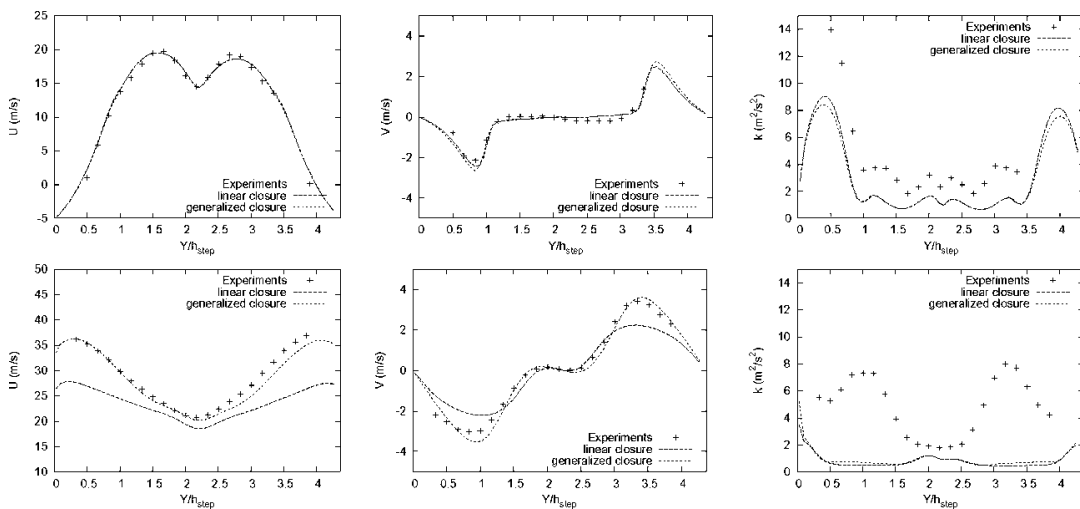 25
20
15
10
5
0
-5
U (m/s)
Experiments +
linear closure
generalized closure
0 0.5 1 1.5 2 2.5 3 3.5 4
Y/h_step
4
2
0
-2
-4
V (m/s)
Experiments +
linear closure
generalized closure
0 0.5 1 1.5 2 2.5 3 3.5 4
Y/h_step
14
12
10
8
6
4
2
0
k (m²/s²)
Experiments +
linear closure
generalized closure
0 0.5 1 1.5 2 2.5 3 3.5 4
Y/h_step
50
45
40
35
30
25
20
15
10
U (m/s)
Experiments +
linear closure
generalized closure
0 0.5 1 1.5 2 2.5 3 3.5 4
Y/h_step
4
2
0
-2
-4
V (m/s)
Experiments +
linear closure
generalized closure
0 0.5 1 1.5 2 2.5 3 3.5 4
Y/h_step
14
12
10
8
6
4
2
0
k (m²/s²)
Experiments +
linear closure
generalized closure
0 0.5 1 1.5 2 2.5 3 3.5 4
Y/h_step